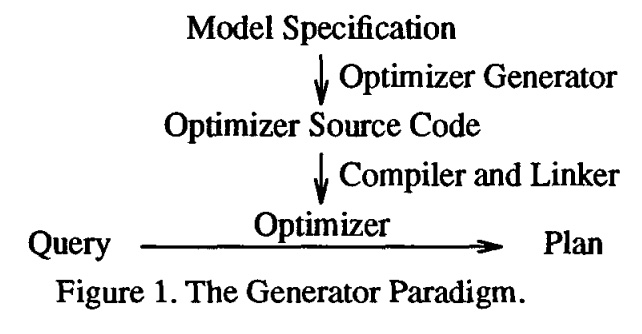 Model Specification
Optimizer Generator
Optimizer Source Code
Compiler and Linker
Optimizer
Query
Plan
Figure 1. The Generator Paradigm.